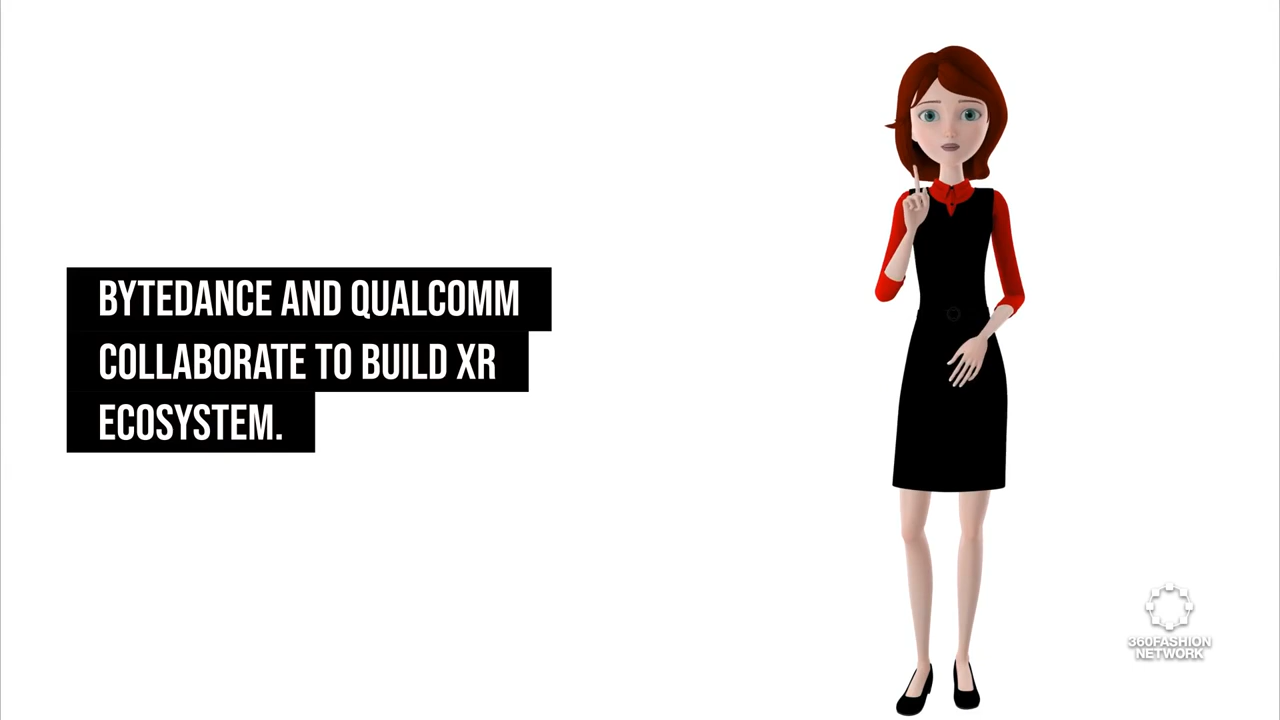 BYTEDANCE AND QUALCOMM
COLLABORATE TO BUILD XR
ECOSYSTEM.
360FASHION
NETWORK